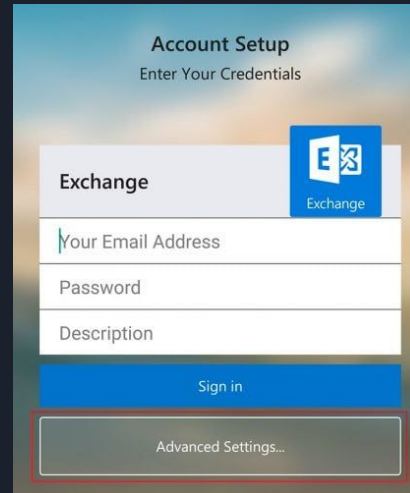 Account Setup
Enter Your Credentials
Exchange
E
Exchange
Your Email Address
Password
Description
Sign in
Advanced Settings...